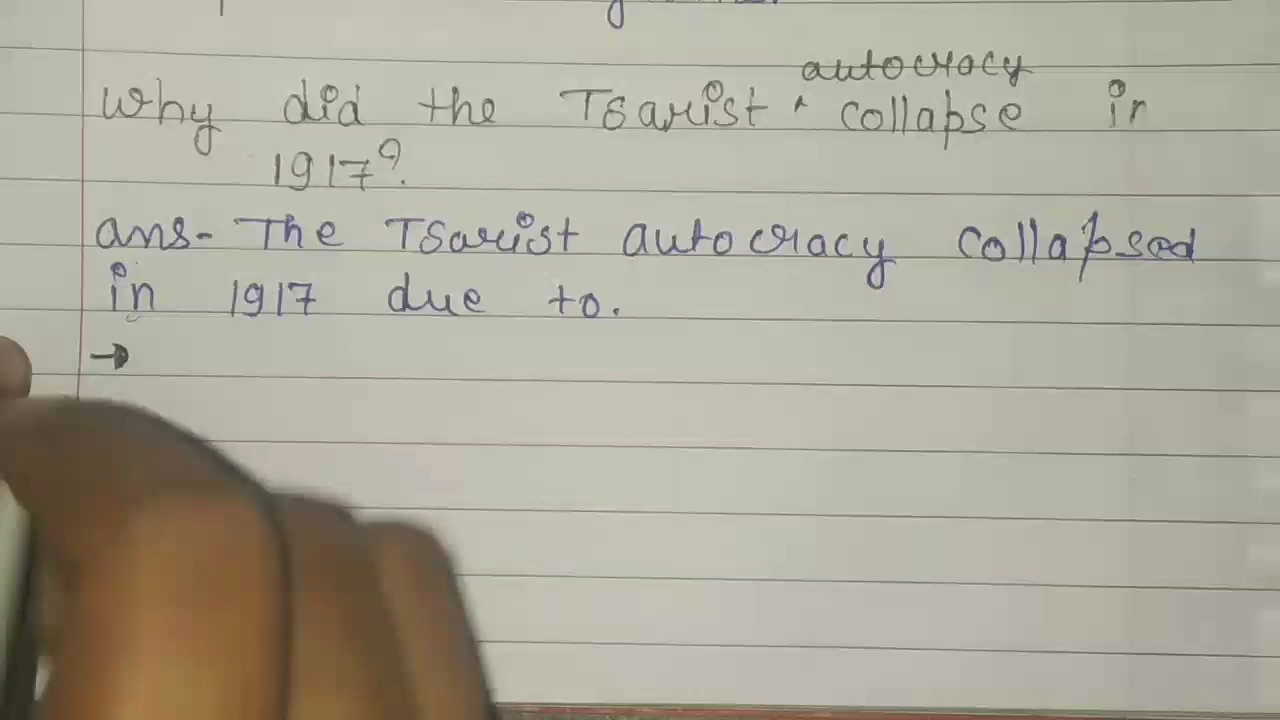 autocracy
Why did the Tsarist ^ collapse in
1917?
ans- The Tsarist autocracy collapsed
in 1917 due to.
→